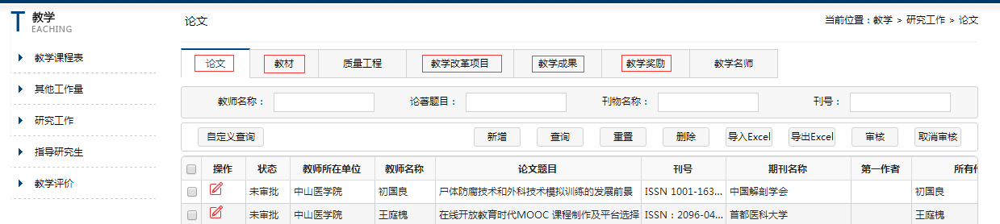 T 教学
EACHING
教学课程表
其他工作量
研究工作
指导研究生
教学评价
论文
当前位置：教学 > 研究工作 > 论文
论文 教材 质量工程 教学改革项目 教学成果 教学奖励 教学名师
教师名称： 论著题目： 刊物名称： 刊号：
自定义查询 新增 查询 重置 删除 导入Excel 导出Excel 审核 取消审核
操作 状态 教师所在单位 教师名称 论文题目 刊号 期刊名称 第一作者 所有
未审批 中山医学院 初国良 尸体防腐技术和外科技术模拟训练的发展前景 ISSN 1001-163... 中国解剖学会 初国良
未审批 中山医学院 王庭槐 在线开放教育时代MOOC 课程制作及平台选择 ISSN：2096-04... 首都医科大学 王庭槐